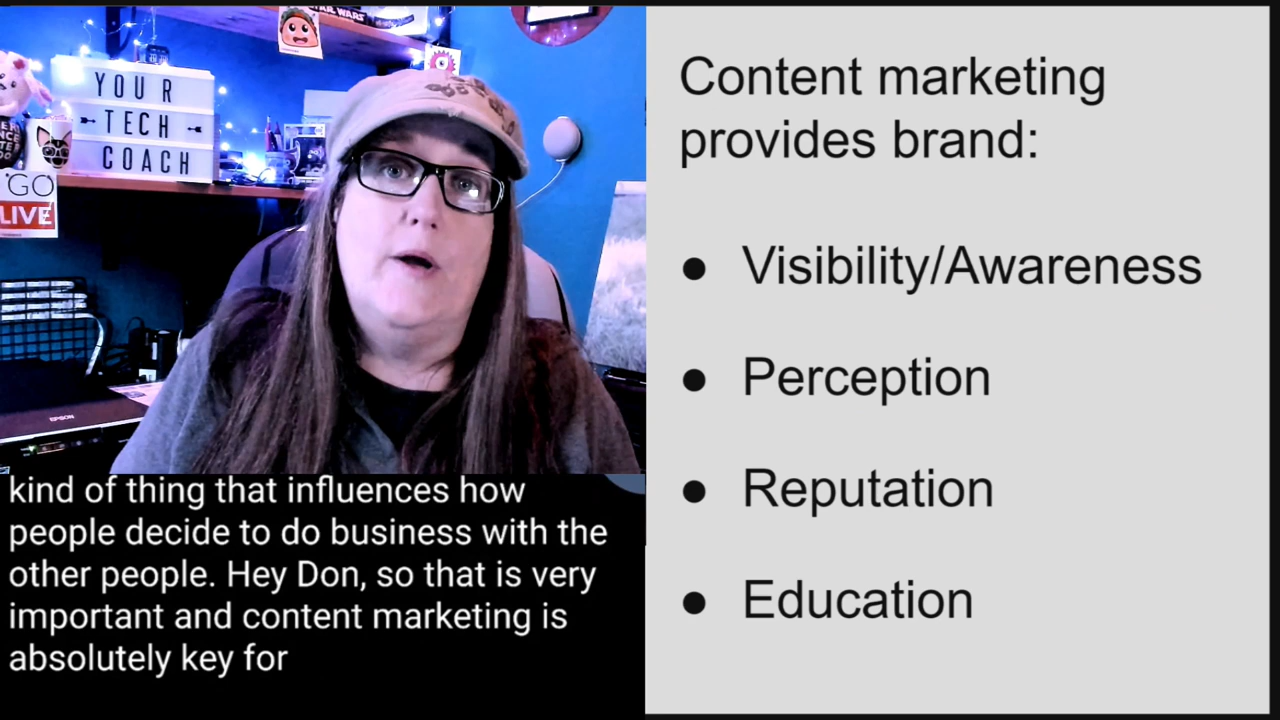 STAR WARS
YOUR
TECH
COACH
GO
LIVE
EPSON
kind of thing that influences how
people decide to do business with the
other people. Hey Don, so that is very
important and content marketing is
absolutely key for
Content marketing
provides brand:
● Visibility/Awareness
● Perception
● Reputation
● Education